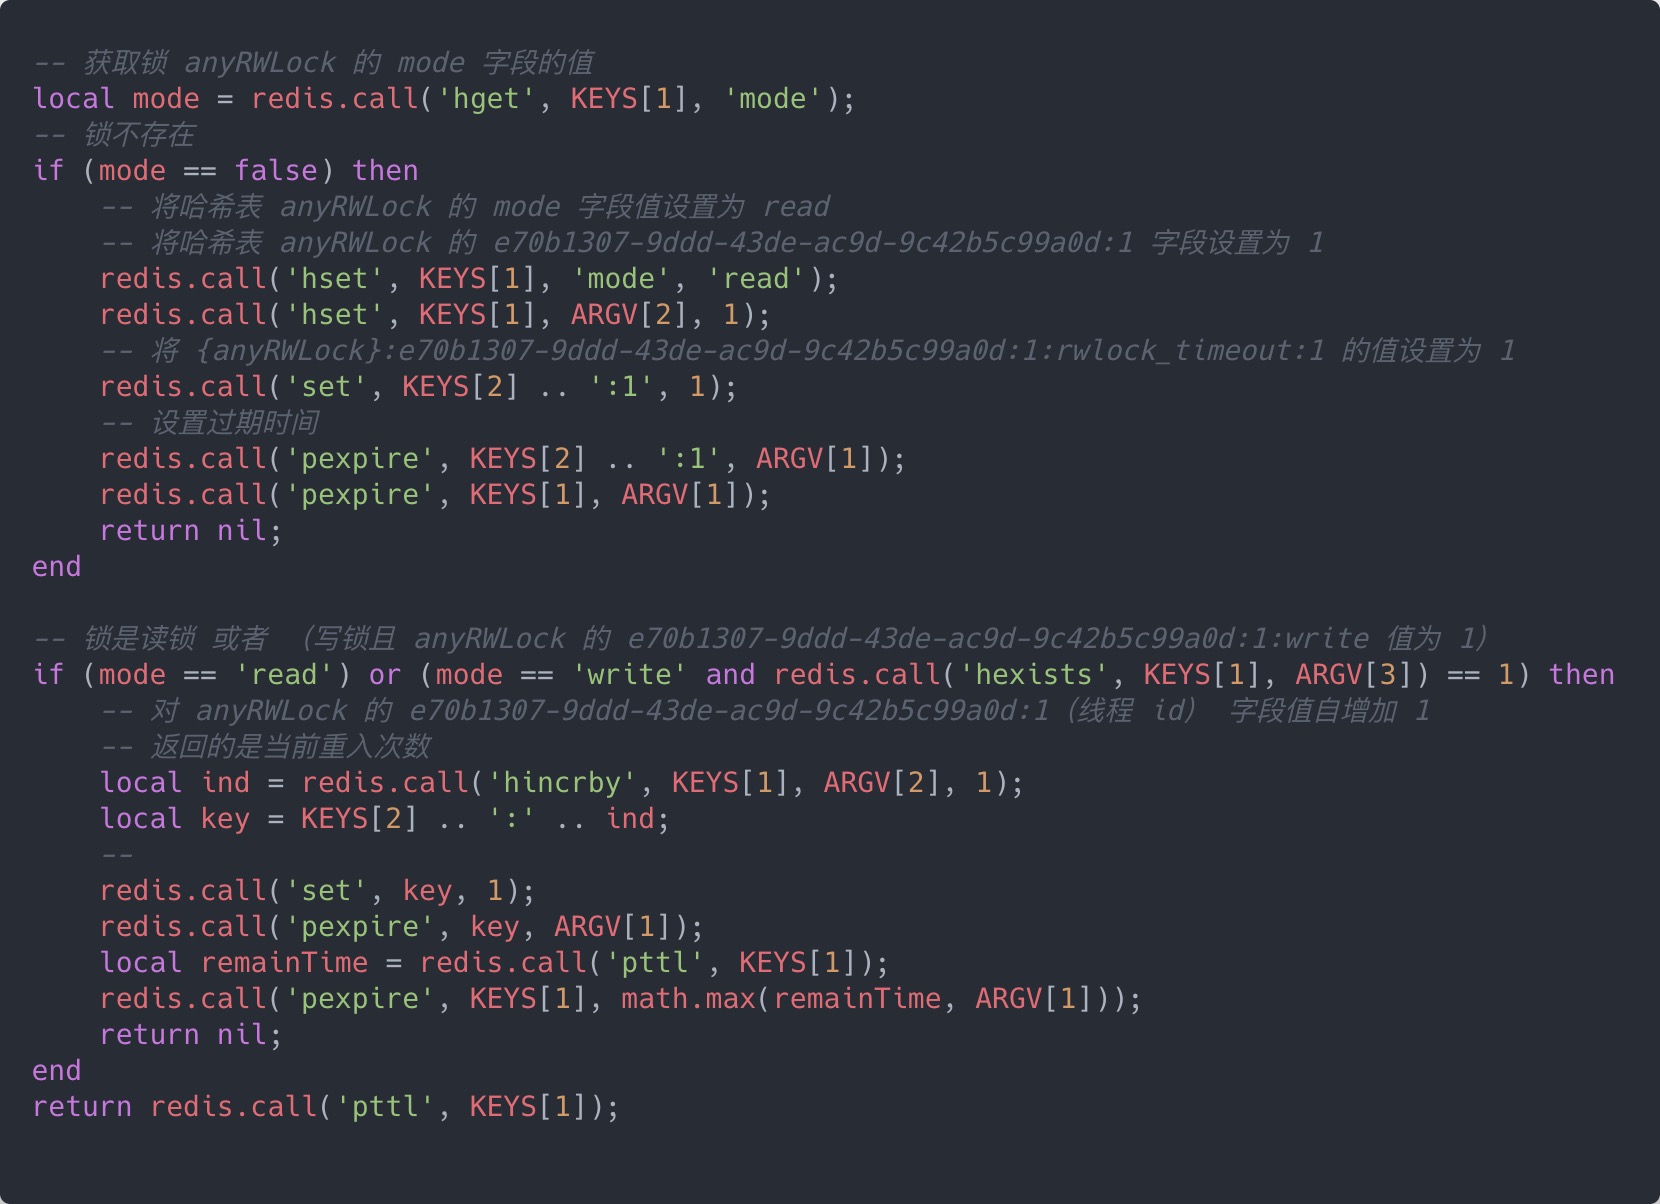 -- 获取锁 anyRWLock 的 mode 字段的值
local mode = redis.call('hget', KEYS[1], 'mode');
-- 锁不存在
if (mode == false) then
    -- 将哈希表 anyRWLock 的 mode 字段值设置为 read
    -- 将哈希表 anyRWLock 的 e70b1307-9ddd-43de-ac9d-9c42b5c99a0d:1 字段设置为 1
    redis.call('hset', KEYS[1], 'mode', 'read');
    redis.call('hset', KEYS[1], ARGV[2], 1);
    -- 将 {anyRWLock}:e70b1307-9ddd-43de-ac9d-9c42b5c99a0d:1:rwlock_timeout:1 的值设置为 1
    redis.call('set', KEYS[2] .. ':1', 1);
    -- 设置过期时间
    redis.call('pexpire', KEYS[2] .. ':1', ARGV[1]);
    redis.call('pexpire', KEYS[1], ARGV[1]);
    return nil;
end
-- 锁是读锁 或者 （写锁且 anyRWLock 的 e70b1307-9ddd-43de-ac9d-9c42b5c99a0d:1:write 值为 1）
if (mode == 'read') or (mode == 'write' and redis.call('hexists', KEYS[1], ARGV[3]) == 1) then
    -- 对 anyRWLock 的 e70b1307-9ddd-43de-ac9d-9c42b5c99a0d:1（线程 id） 字段值自增加 1
    -- 返回的是当前重入次数
    local ind = redis.call('hincrby', KEYS[1], ARGV[2], 1);
    local key = KEYS[2] .. ':' .. ind;
    --
    redis.call('set', key, 1);
    redis.call('pexpire', key, ARGV[1]);
    local remainTime = redis.call('pttl', KEYS[1]);
    redis.call('pexpire', KEYS[1], math.max(remainTime, ARGV[1]));
    return nil;
end
return redis.call('pttl', KEYS[1]);